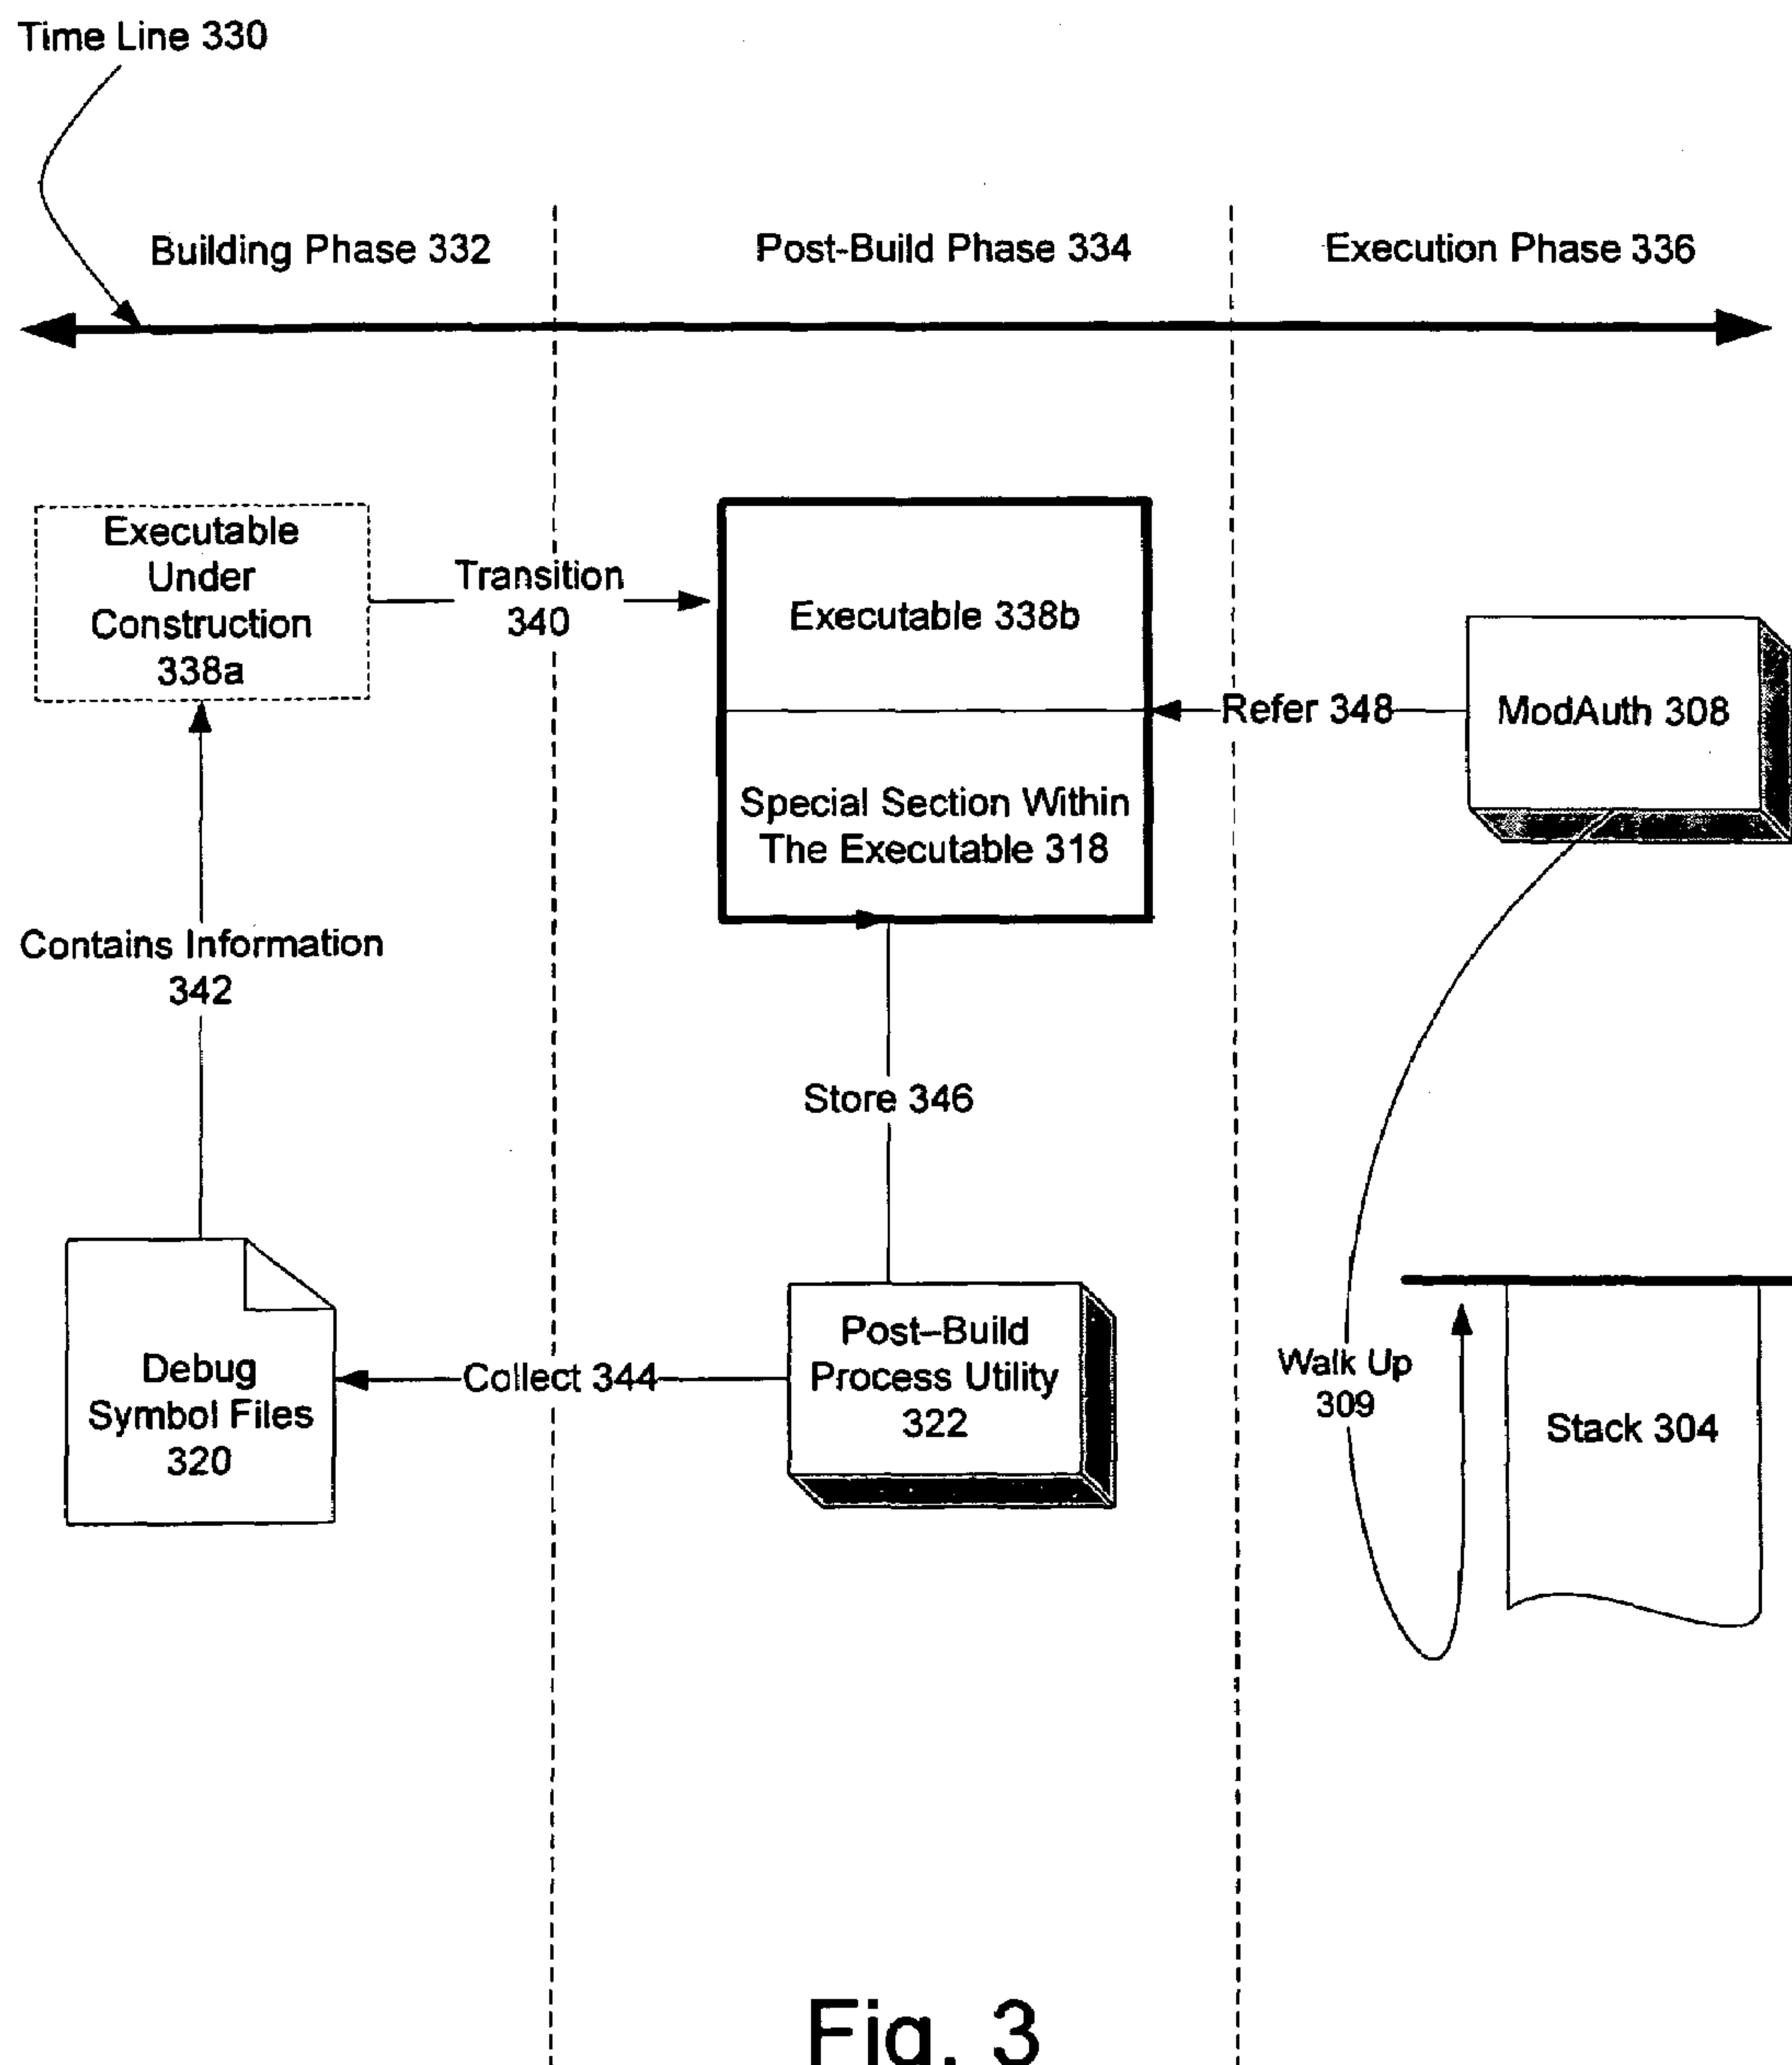 Time Line 330
Building Phase 332
Post-Build Phase 334
Execution Phase 336
Executable
Under
Construction
338a
Transition
340
Executable 338b
Special Section Within
The Executable 318
Refer 348
ModAuth 308
Contains Information
342
Store 346
Debug
Symbol Files
320
Collect 344
Post–Build
Process Utility
322
Walk Up
309
Stack 304
Fig. 3